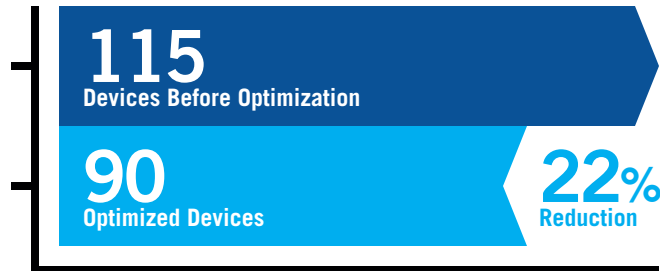 115
Devices Before Optimization
90
Optimized Devices
22%
Reduction